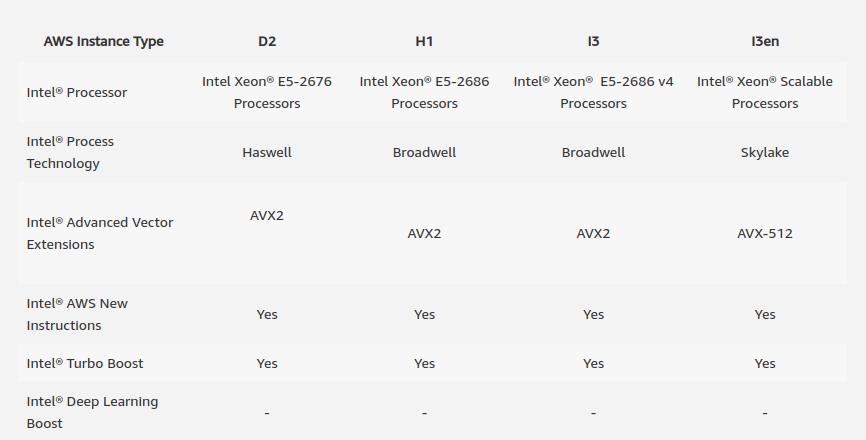 AWS Instance Type D2 H1 I3 I3en
Intel® Processor Intel Xeon® E5-2676 Processors Intel Xeon® E5-2686 Processors Intel® Xeon® E5-2686 v4 Processors Intel® Xeon® Scalable Processors
Intel® Process Technology Haswell Broadwell Broadwell Skylake
Intel® Advanced Vector Extensions AVX2 AVX2 AVX2 AVX-512
Intel® AWS New Instructions Yes Yes Yes Yes
Intel® Turbo Boost Yes Yes Yes Yes
Intel® Deep Learning Boost - - - -